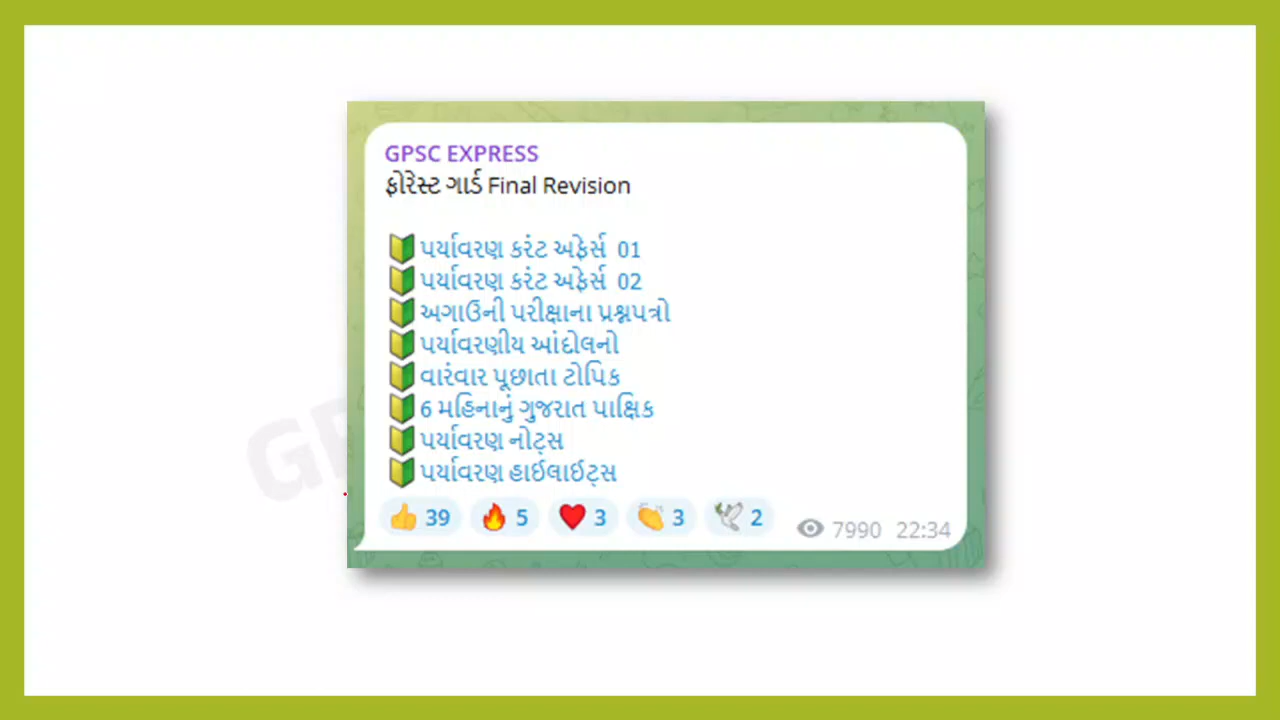 GPSC EXPRESS
ફોરેસ્ટ ગાર્ડ Final Revision
🔰 પર્યાવરણ કરંટ અફેર્સ 01
🔰 પર્યાવરણ કરંટ અફેર્સ 02
🔰 અગાઉની પરીક્ષાના પ્રશ્નપત્રો
🔰 પર્યાવરણીય આંદોલનો
🔰 વારંવાર પૂછાતા ટોપિક
🔰 6 મહિનાનું ગુજરાત પાક્ષિક
🔰 પર્યાવરણ નોટ્સ
🔰 પર્યાવરણ હાઈલાઈટ્સ
👍 39 🔥 5 ❤ 3 👏 3 🕊 2 7990 22:34